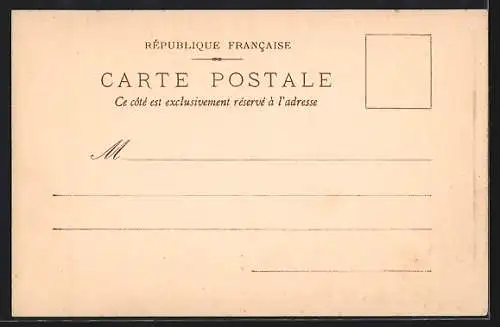 RÉPUBLIQUE FRANÇAISE
CARTE POSTALE
Ce côté est exclusivement réservé à l'adresse
M